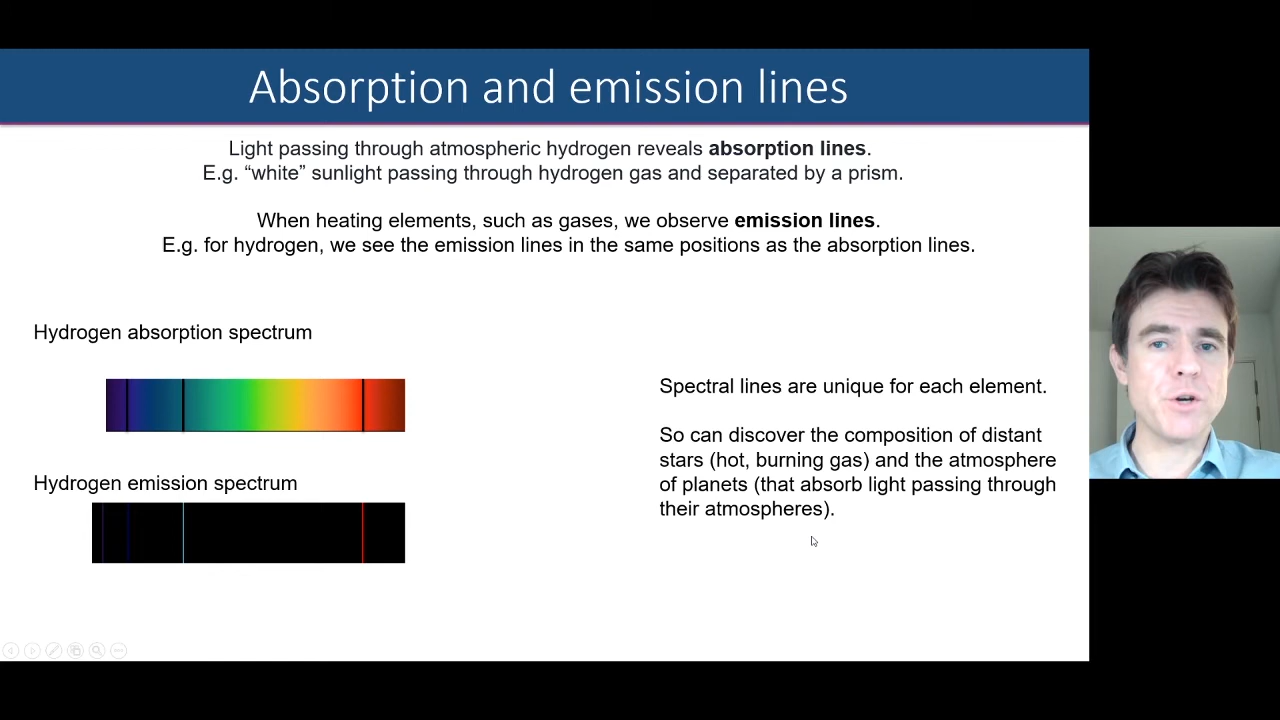 Absorption and emission lines
Light passing through atmospheric hydrogen reveals absorption lines.
E.g. “white” sunlight passing through hydrogen gas and separated by a prism.
When heating elements, such as gases, we observe emission lines.
E.g. for hydrogen, we see the emission lines in the same positions as the absorption lines.
Hydrogen absorption spectrum
Hydrogen emission spectrum
Spectral lines are unique for each element.
So can discover the composition of distant
stars (hot, burning gas) and the atmosphere
of planets (that absorb light passing through
their atmospheres).